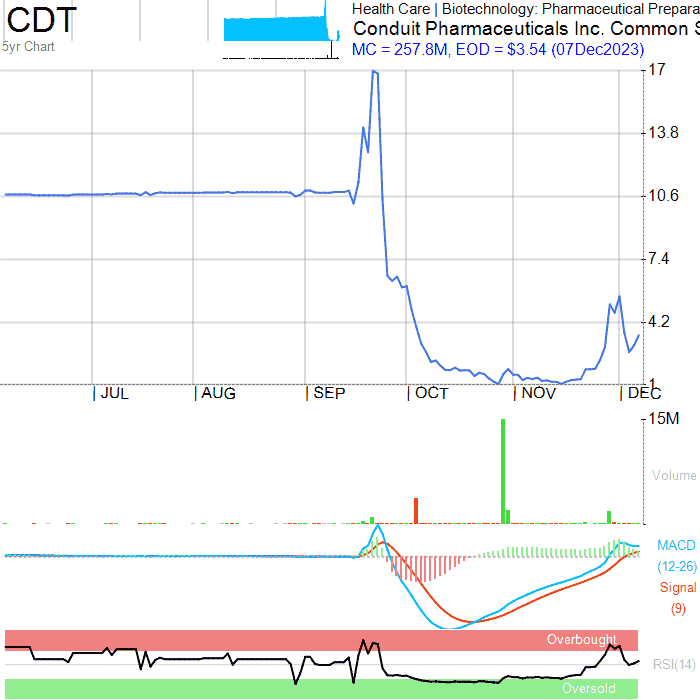 CDT
5yr Chart
Health Care | Biotechnology: Pharmaceutical Prepara
Conduit Pharmaceuticals Inc. Common S
MC = 257.8M, EOD = $3.54 (07Dec2023)
17
13.8
10.6
7.4
4.2
1
JUL
AUG
SEP
OCT
NOV
DEC
15M
Volume
MACD
(12-26)
Signal
(9)
Overbought
RSI(14)
Oversold